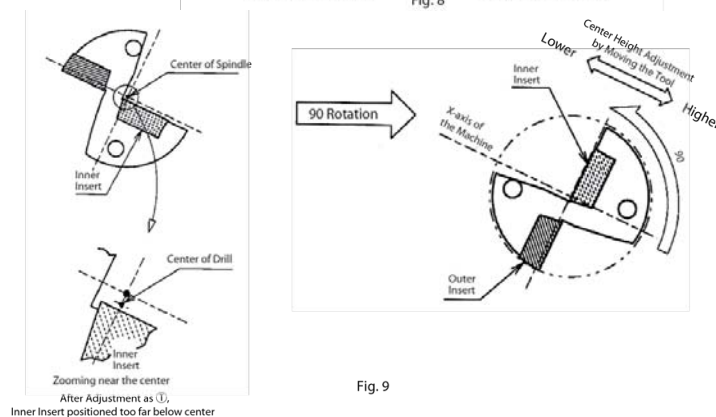 Fig. 8
Center of Spindle
Inner
Insert
Center of Drill
Inner
Insert
Zooming near the center
After Adjustment as ①,
Inner Insert positioned too far below center
90 Rotation
Lower
Center Height Adjustment
by Moving the Tool
Higher
Inner
Insert
X-axis of
the Machine
90
Outer
Insert
Fig. 9